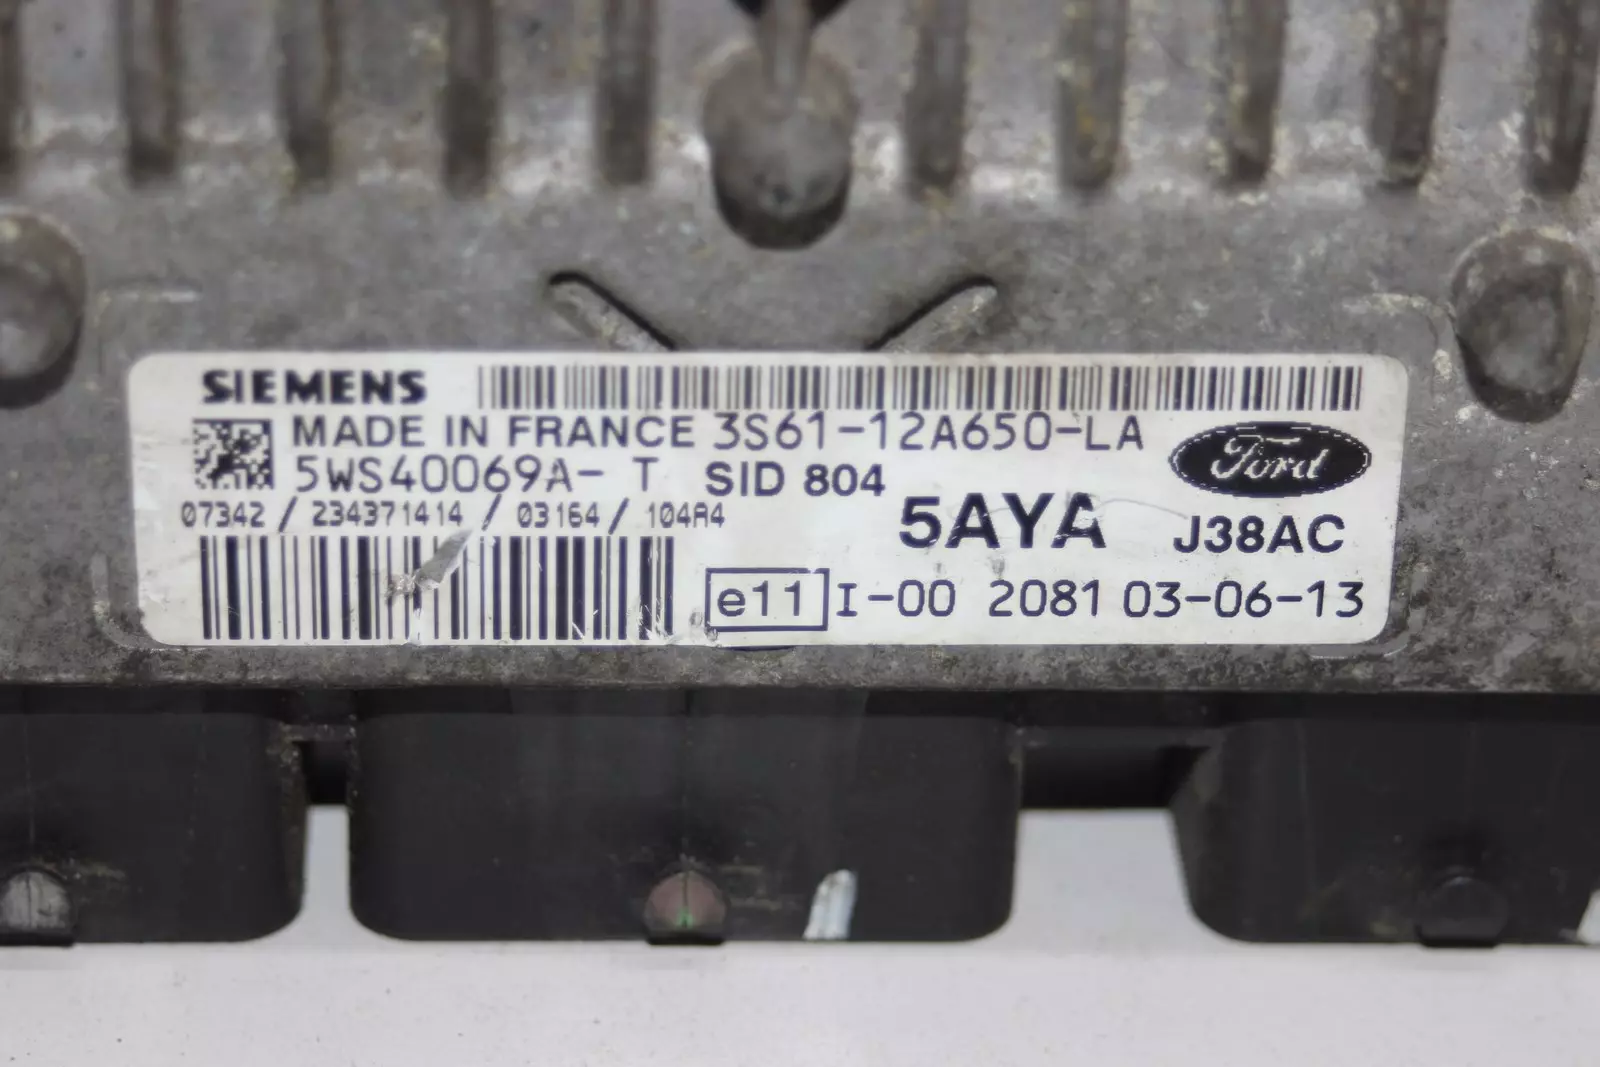 SIEMENS
MADE IN FRANCE 3S61-12A650-LA
Ford
5WS40069A- T SID 804
07342 / 234371414 / 03164 / 104A4
5AYA J38AC
e11 I-00 2081 03-06-13